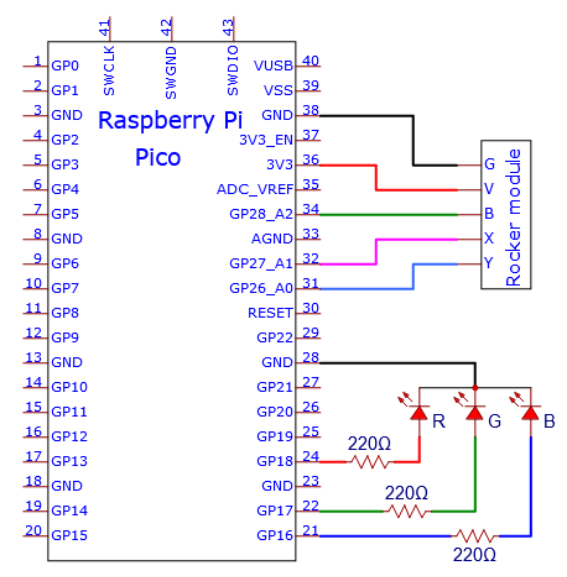 41 42 43
SWCLK SWGND SWDIO
Raspberry Pi
Pico
1 GP0 VUSB 40
2 GP1 VSS 39
3 GND GND 38
4 GP2 3V3_EN 37
5 GP3 3V3 36
6 GP4 ADC_VREF 35
7 GP5 GP28_A2 34
8 GND AGND 33
9 GP6 GP27_A1 32
10 GP7 GP26_A0 31
11 GP8 RESET 30
12 GP9 GP22 29
13 GND GND 28
14 GP10 GP21 27
15 GP11 GP20 26
16 GP12 GP19 25
17 GP13 GP18 24
18 GND GND 23
19 GP14 GP17 22
20 GP15 GP16 21
G
V
B
X
Y
Rocker module
R G B
220Ω
220Ω
220Ω